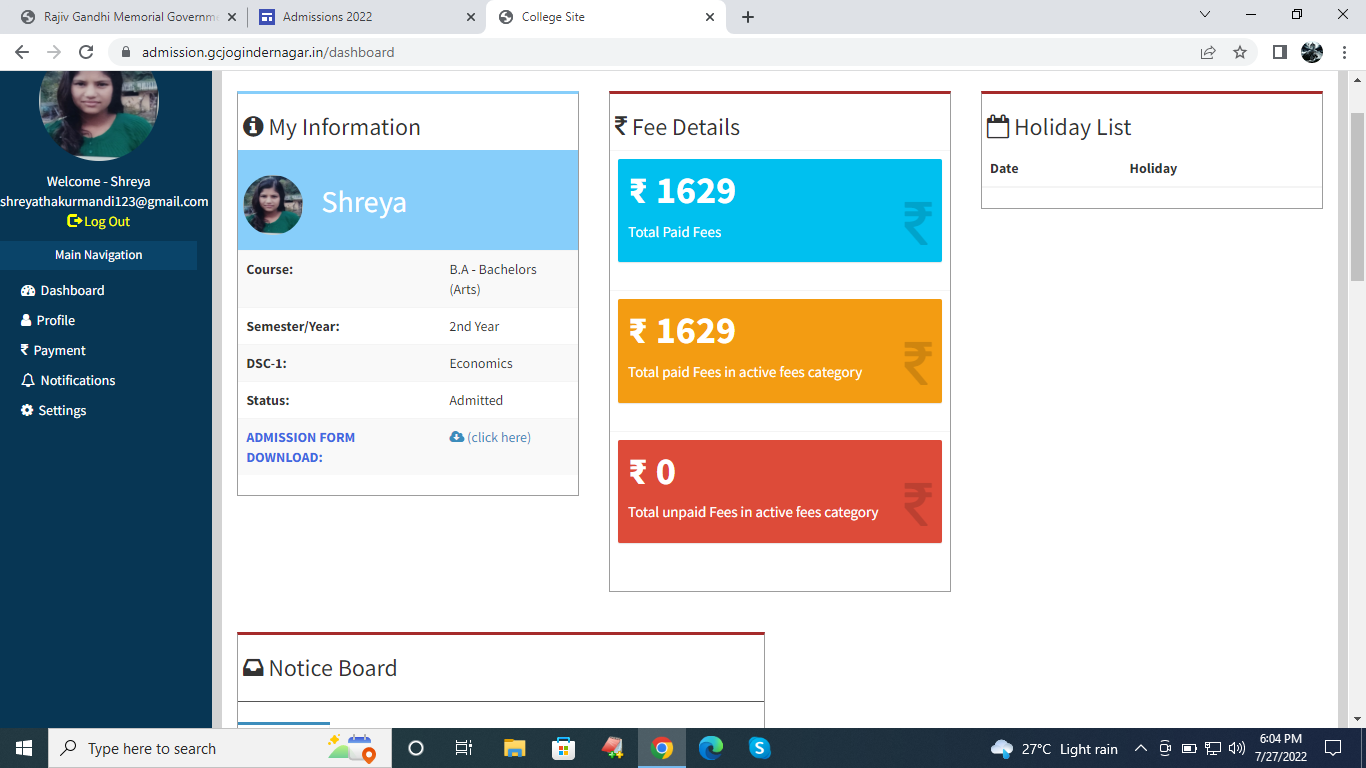 Rajiv Gandhi Memorial Governm
Admissions 2022
College Site
admission.gcjogindernagar.in/dashboard
Welcome - Shreya
shreyathakurmandi123@gmail.com
Log Out
Main Navigation
Dashboard
Profile
₹ Payment
Notifications
Settings
My Information
Shreya
Course: B.A - Bachelors
(Arts)
Semester/Year: 2nd Year
DSC-1: Economics
Status: Admitted
ADMISSION FORM (click here)
DOWNLOAD:
₹ Fee Details
₹ 1629
Total Paid Fees
₹
₹ 1629
Total paid Fees in active fees category
₹
₹ 0
Total unpaid Fees in active fees category
₹
Holiday List
Date Holiday
Notice Board
Type here to search
27°C Light rain
6:04 PM
7/27/2022